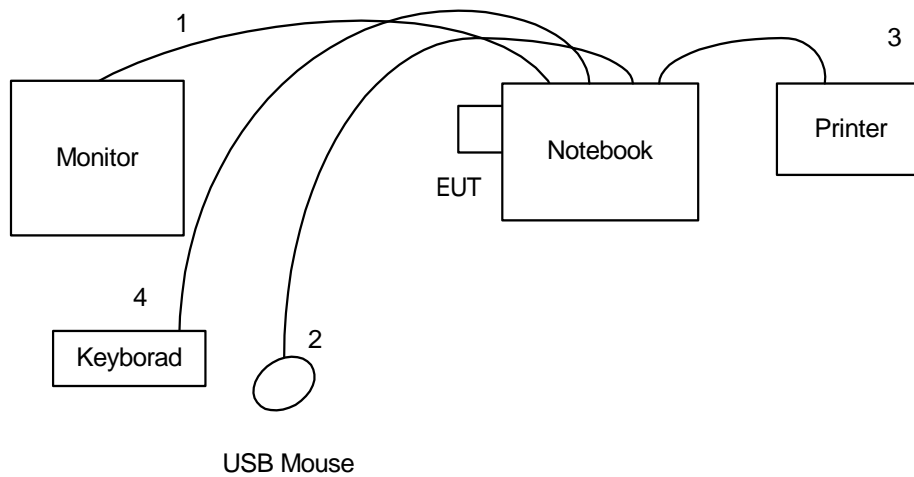 1
3
Monitor
Notebook
Printer
EUT
4
Keyborad
2
USB Mouse